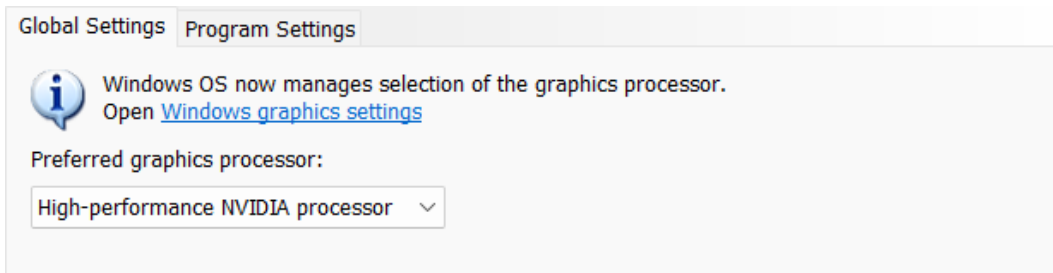 Global Settings Program Settings
Windows OS now manages selection of the graphics processor.
Open Windows graphics settings
Preferred graphics processor:
High-performance NVIDIA processor